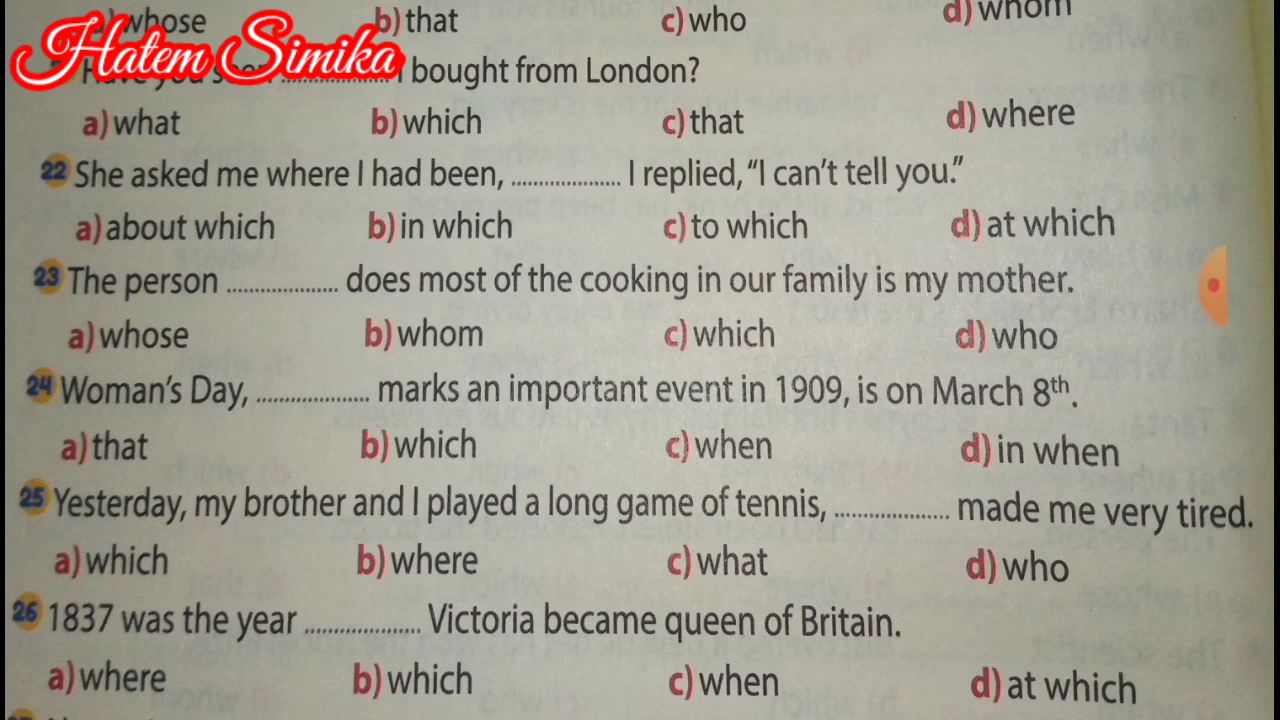 whose b) that c) who d) whom
Hatem Simika
Have you seen .................. I bought from London?
a) what b) which c) that d) where
22 She asked me where I had been, .................. I replied, “I can’t tell you.”
a) about which b) in which c) to which d) at which
23 The person .................. does most of the cooking in our family is my mother.
a) whose b) whom c) which d) who
24 Woman’s Day, .................. marks an important event in 1909, is on March 8th.
a) that b) which c) when d) in when
25 Yesterday, my brother and I played a long game of tennis, .................. made me very tired.
a) which b) where c) what d) who
26 1837 was the year .................. Victoria became queen of Britain.
a) where b) which c) when d) at which